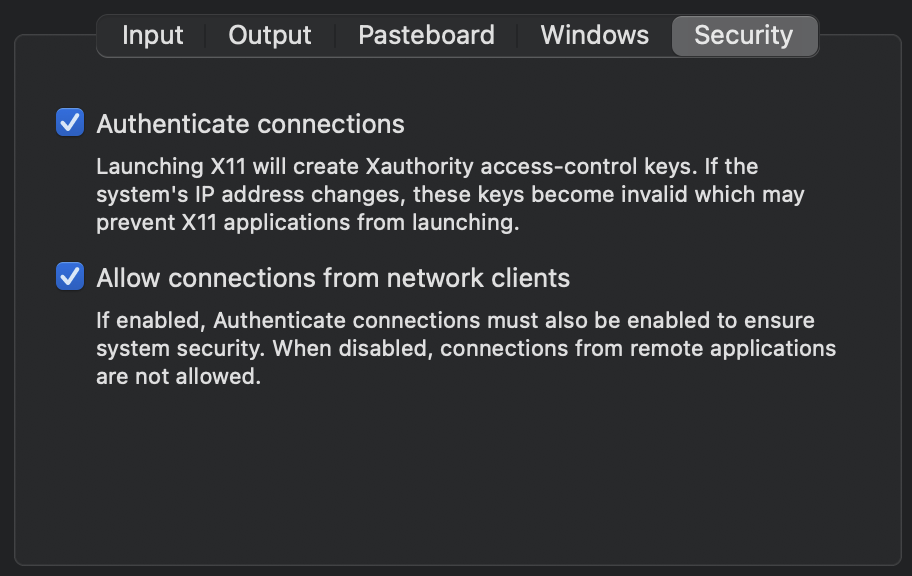 Input Output Pasteboard Windows Security
Authenticate connections
Launching X11 will create Xauthority access-control keys. If the
system's IP address changes, these keys become invalid which may
prevent X11 applications from launching.
Allow connections from network clients
If enabled, Authenticate connections must also be enabled to ensure
system security. When disabled, connections from remote applications
are not allowed.